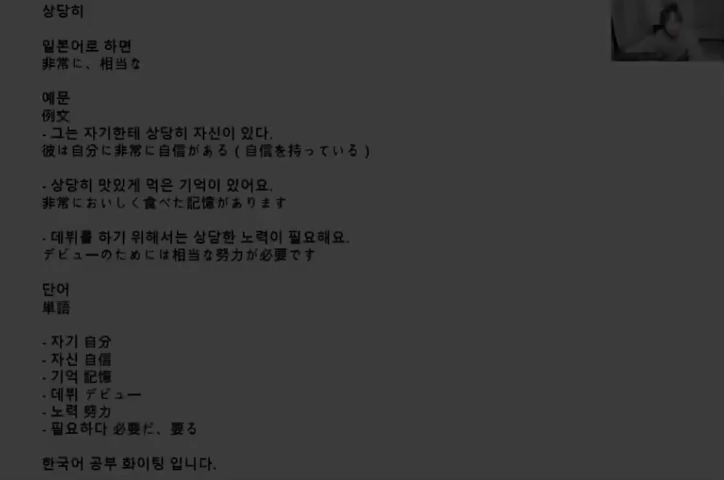 상당히
일본어로 하면
非常に、相当な
예문
例文
- 그는 자기한테 상당히 자신이 있다.
彼は自分に非常に自信がある ( 自信を持っている )
- 상당히 맛있게 먹은 기억이 있어요.
非常においしく食べた記憶があります
- 데뷔를 하기 위해서는 상당한 노력이 필요해요.
デビューのためには相当な努力が必要です
단어
単語
- 자기 自分
- 자신 自信
- 기억 記憶
- 데뷔 デビュー
- 노력 努力
- 필요하다 必要だ、要る
한국어 공부 화이팅 입니다.